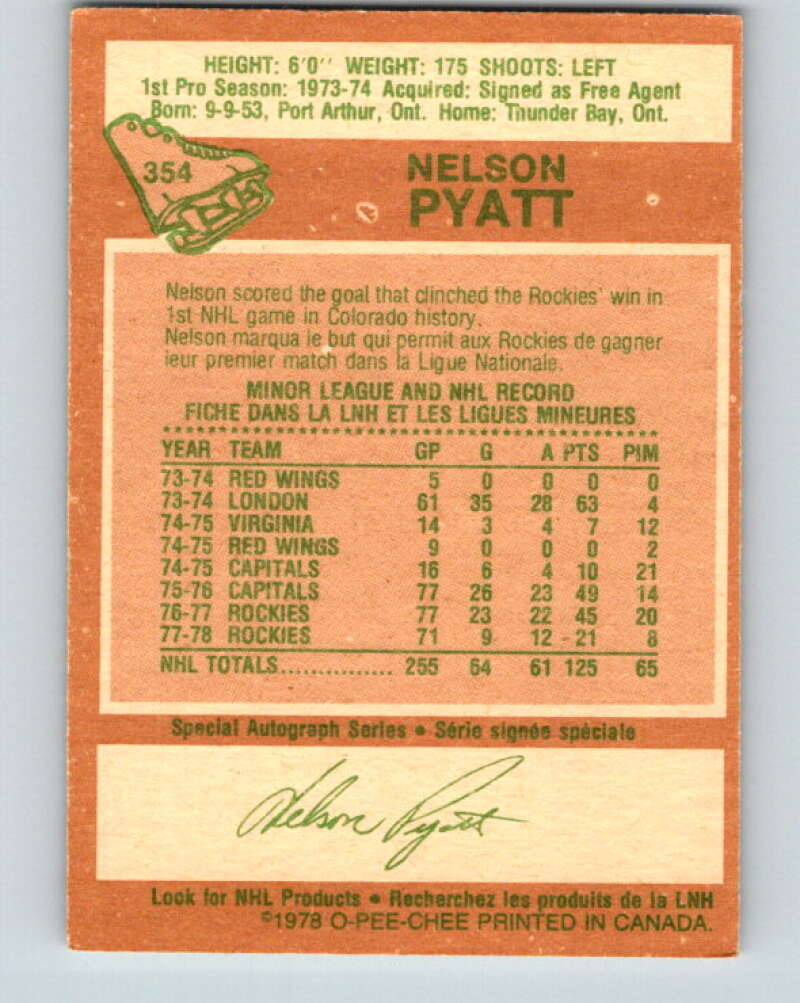 HEIGHT: 6'0'' WEIGHT: 175 SHOOTS: LEFT
1st Pro Season: 1973-74 Acquired: Signed as Free Agent
Born: 9-9-53, Port Arthur, Ont. Home: Thunder Bay, Ont.
354
NELSON
PYATT
Nelson scored the goal that clinched the Rockies' win in
1st NHL game in Colorado history.
Nelson marqua le but qui permit aux Rockies de gagner
leur premier match dans la Ligue Nationale.
MINOR LEAGUE AND NHL RECORD
FICHE DANS LA LNH ET LES LIGUES MINEURES
YEAR TEAM GP G A PTS PIM
73-74 RED WINGS 5 0 0 0 0
73-74 LONDON 61 35 28 63 4
74-75 VIRGINIA 14 3 4 7 12
74-75 RED WINGS 9 0 0 0 2
74-75 CAPITALS 16 6 4 10 21
75-76 CAPITALS 77 26 23 49 14
76-77 ROCKIES 77 23 22 45 20
77-78 ROCKIES 71 9 12 21 8
NHL TOTALS............... 255 64 61 125 65
Special Autograph Series • Série signée spéciale
Nelson Pyatt
Look for NHL Products • Recherchez les produits de la LNH
©1978 O-PEE-CHEE PRINTED IN CANADA.